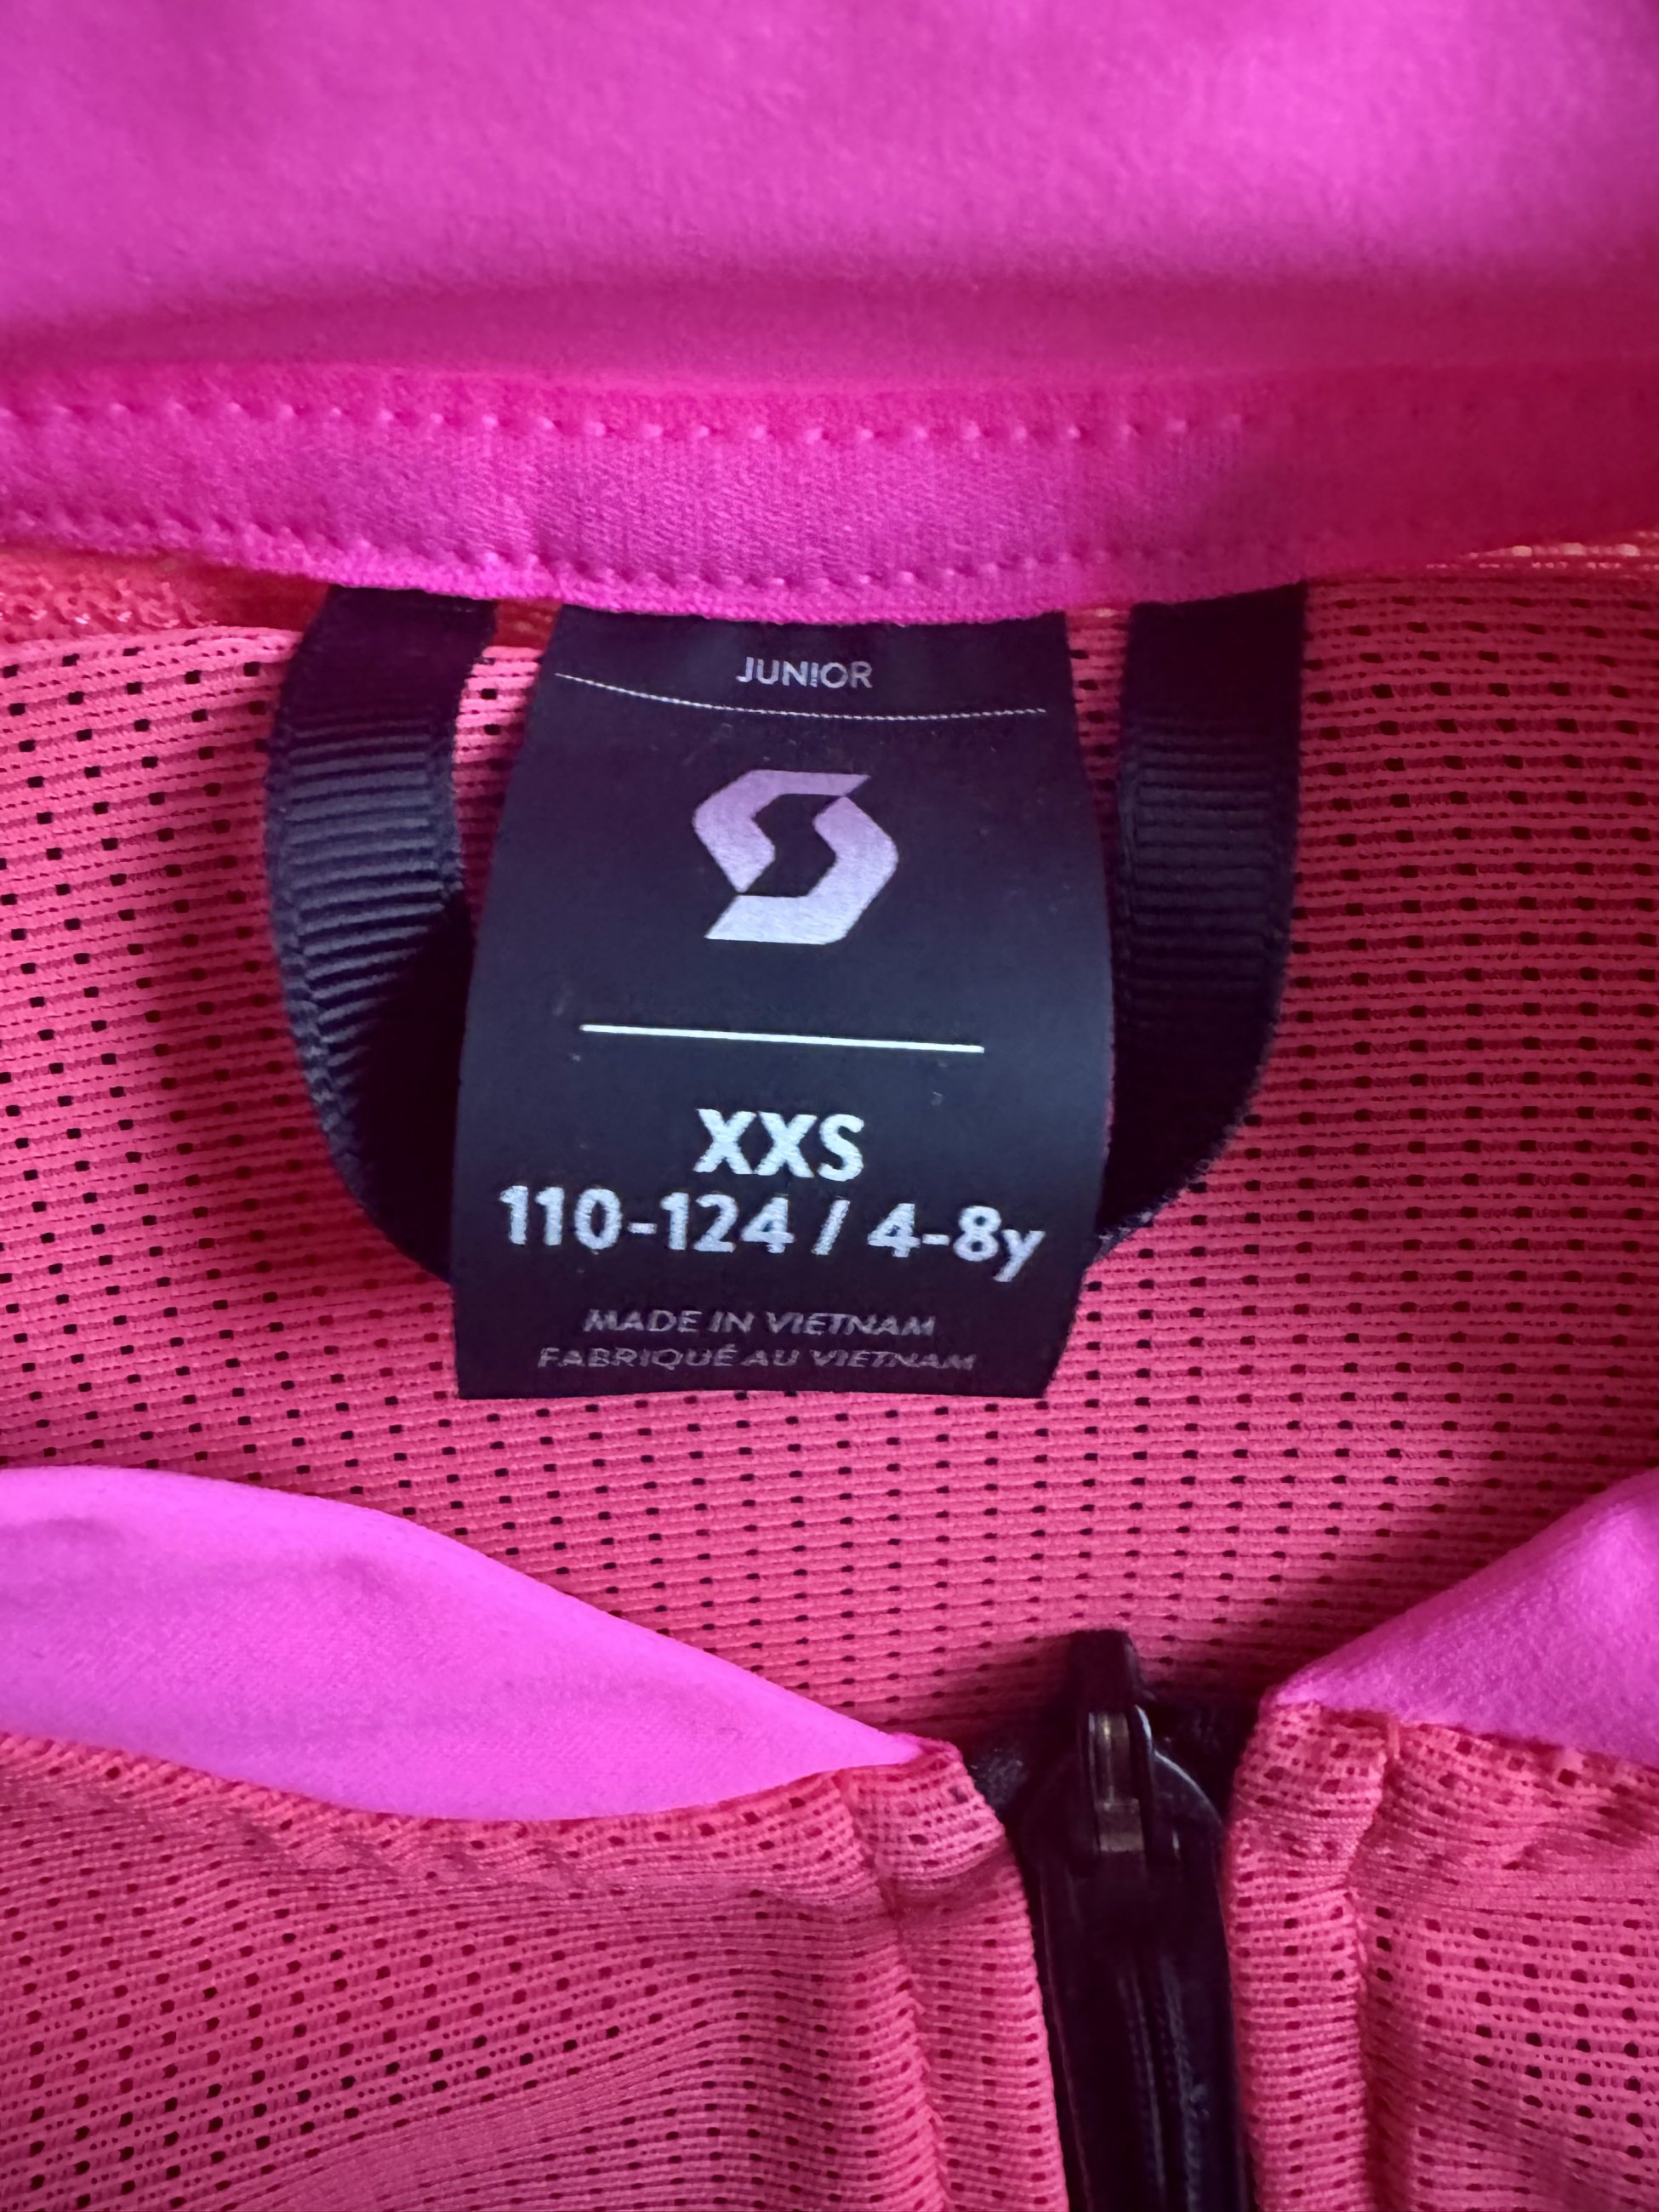 JUNIOR
XXS
110-124 / 4-8y
MADE IN VIETNAM
FABRIQUÉ AU VIETNAM